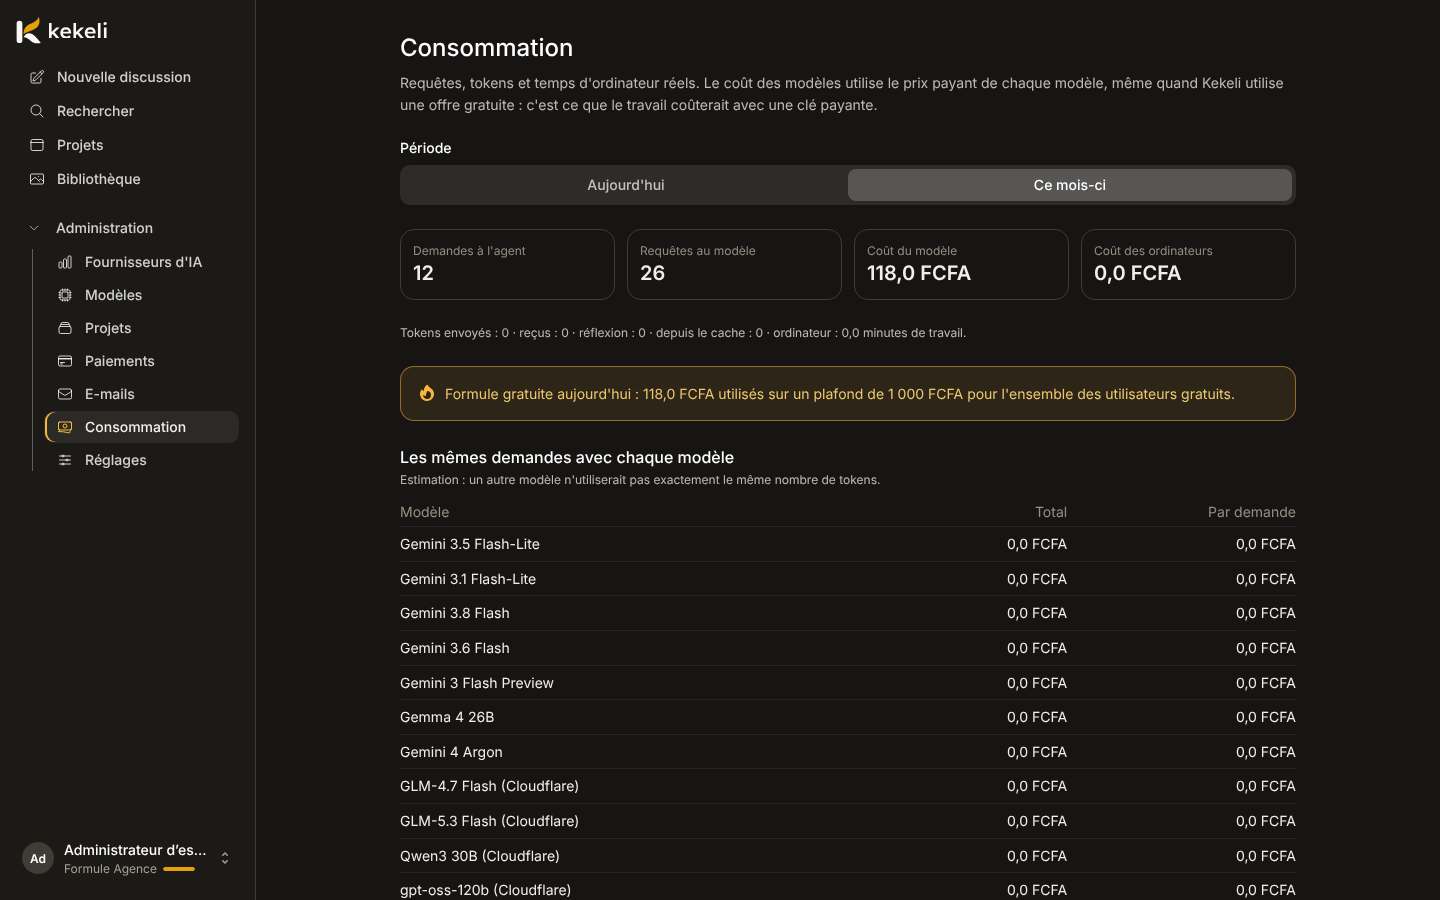 kekeli
Nouvelle discussion
Rechercher
Projets
Bibliothèque
Administration
Fournisseurs d'IA
Modèles
Projets
Paiements
E-mails
Consommation
Réglages
Ad
Administrateur d'es...
Formule Agence
Consommation
Requêtes, tokens et temps d'ordinateur réels. Le coût des modèles utilise le prix payant de chaque modèle, même quand Kekeli utilise
une offre gratuite : c'est ce que le travail coûterait avec une clé payante.
Période
Aujourd'hui
Ce mois-ci
Demandes à l'agent
12
Requêtes au modèle
26
Coût du modèle
118,0 FCFA
Coût des ordinateurs
0,0 FCFA
Tokens envoyés : 0 · reçus : 0 · réflexion : 0 · depuis le cache : 0 · ordinateur : 0,0 minutes de travail.
Formule gratuite aujourd'hui : 118,0 FCFA utilisés sur un plafond de 1 000 FCFA pour l'ensemble des utilisateurs gratuits.
Les mêmes demandes avec chaque modèle
Estimation : un autre modèle n'utiliserait pas exactement le même nombre de tokens.
Modèle Total Par demande
Gemini 3.5 Flash-Lite 0,0 FCFA 0,0 FCFA
Gemini 3.1 Flash-Lite 0,0 FCFA 0,0 FCFA
Gemini 3.8 Flash 0,0 FCFA 0,0 FCFA
Gemini 3.6 Flash 0,0 FCFA 0,0 FCFA
Gemini 3 Flash Preview 0,0 FCFA 0,0 FCFA
Gemma 4 26B 0,0 FCFA 0,0 FCFA
Gemini 4 Argon 0,0 FCFA 0,0 FCFA
GLM-4.7 Flash (Cloudflare) 0,0 FCFA 0,0 FCFA
GLM-5.3 Flash (Cloudflare) 0,0 FCFA 0,0 FCFA
Qwen3 30B (Cloudflare) 0,0 FCFA 0,0 FCFA
gpt-oss-120b (Cloudflare) 0,0 FCFA 0,0 FCFA